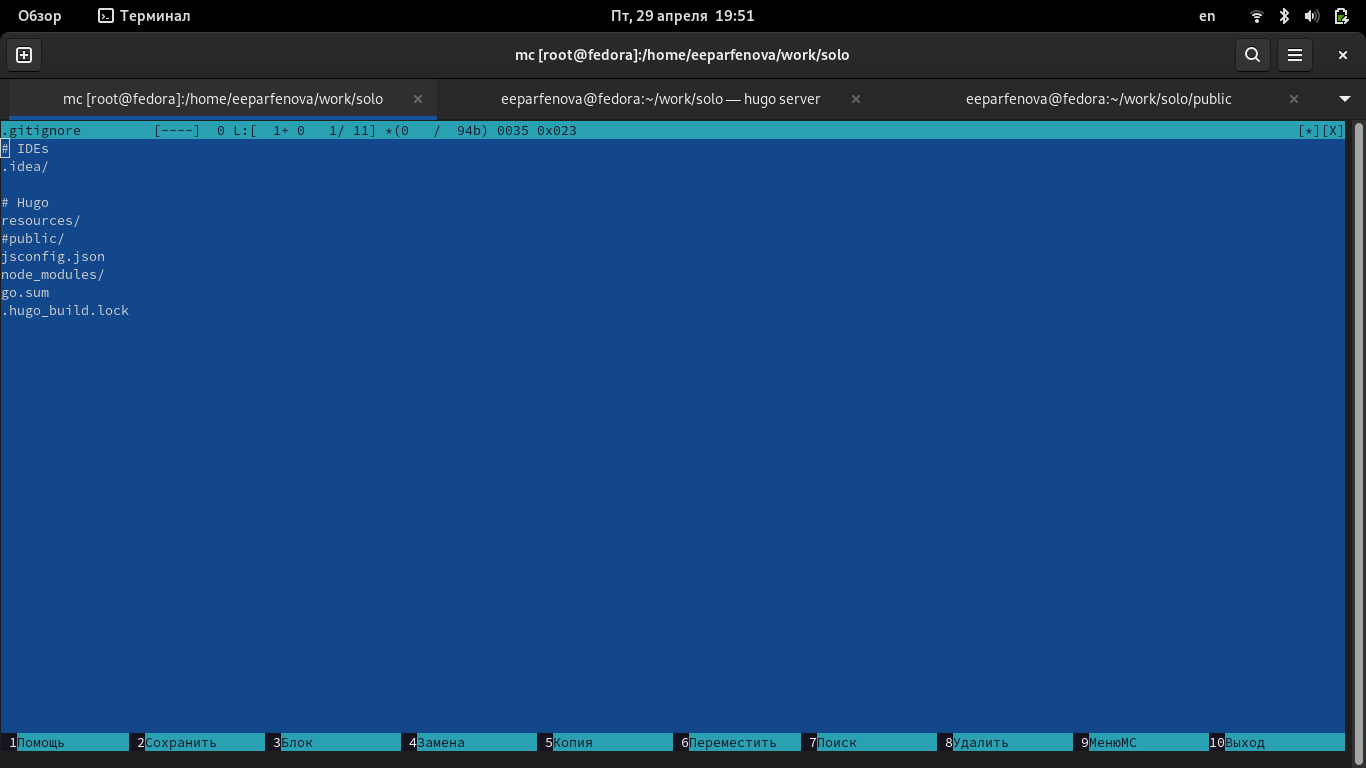 Обзор Терминал Пт, 29 апреля 19:51 en
mc [root@fedora]:/home/eeparfenova/work/solo
mc [root@fedora]:/home/eeparfenova/work/solo × eeparfenova@fedora:~/work/solo — hugo server × eeparfenova@fedora:~/work/solo/public ×
.gitignore [----] 0 L:[ 1+ 0 1/ 11] *(0 / 94b) 0035 0x023 [*][X]
# IDEs
.idea/
# Hugo
resources/
#public/
jsconfig.json
node_modules/
go.sum
.hugo_build.lock
1Помощь 2Сохранить 3Блок 4Замена 5Копия 6Переместить 7Поиск 8Удалить 9МенюMC 10Выход